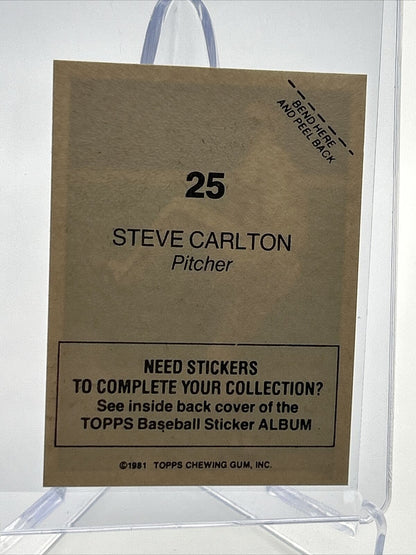 BEND HERE
AND PEEL BACK
25
STEVE CARLTON
Pitcher
NEED STICKERS
TO COMPLETE YOUR COLLECTION?
See inside back cover of the
TOPPS Baseball Sticker ALBUM
©1981 TOPPS CHEWING GUM, INC.